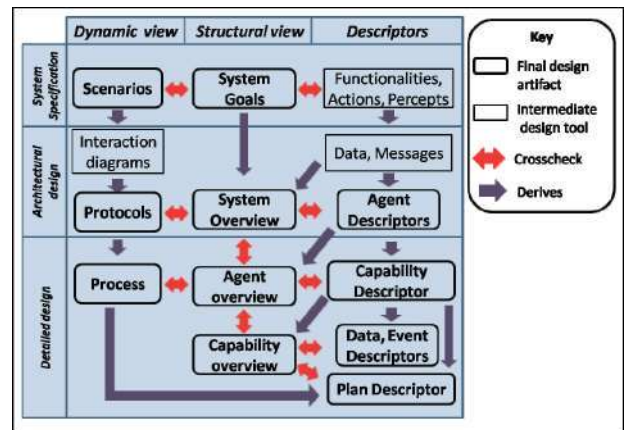 Dynamic view
Structural view
Descriptors
System
Specification
Scenarios
System
Goals
Functionalities,
Actions, Percepts
Architectural design
Interaction
diagrams
Data, Messages
Protocols
System
Overview
Agent
Descriptors
Detailed design
Process
Agent
overview
Capability
Descriptor
Capability
overview
Data, Event
Descriptors
Plan Descriptor
Key
Final design
artifact
Intermediate
design tool
Crosscheck
Derives